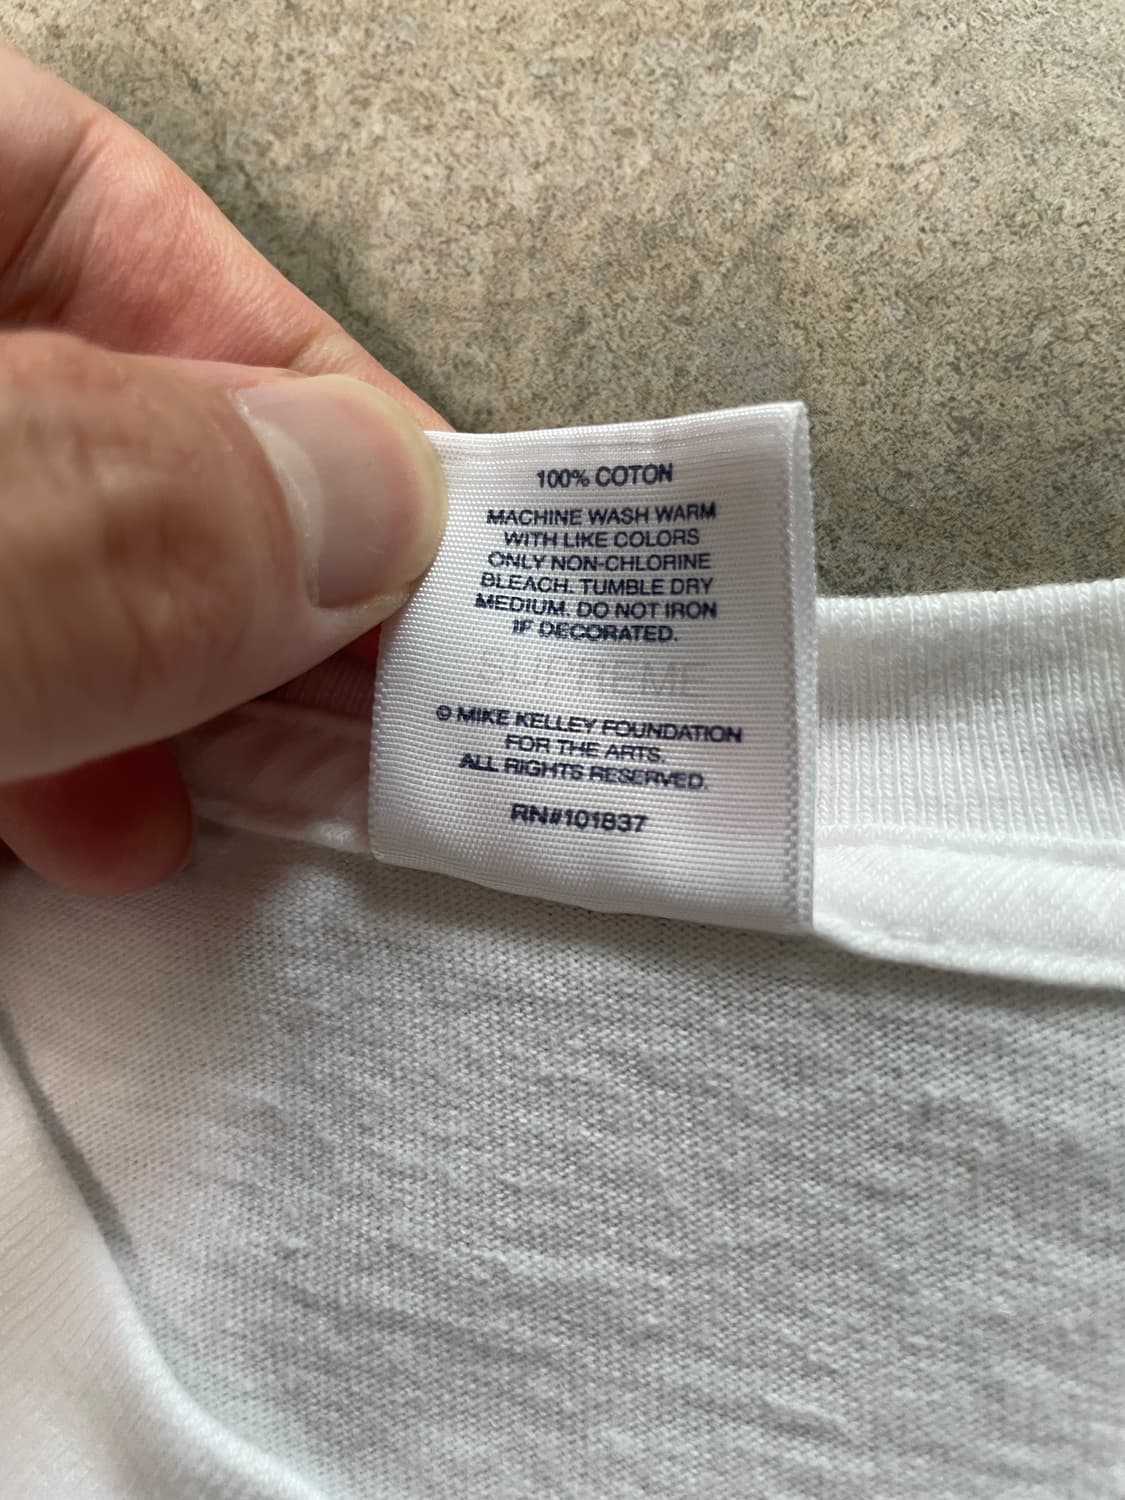 100% COTON
MACHINE WASH WARM
WITH LIKE COLORS
ONLY NON-CHLORINE
BLEACH. TUMBLE DRY
MEDIUM. DO NOT IRON
IF DECORATED.
SUPREME
© MIKE KELLEY FOUNDATION
FOR THE ARTS.
ALL RIGHTS RESERVED.
RN#101837